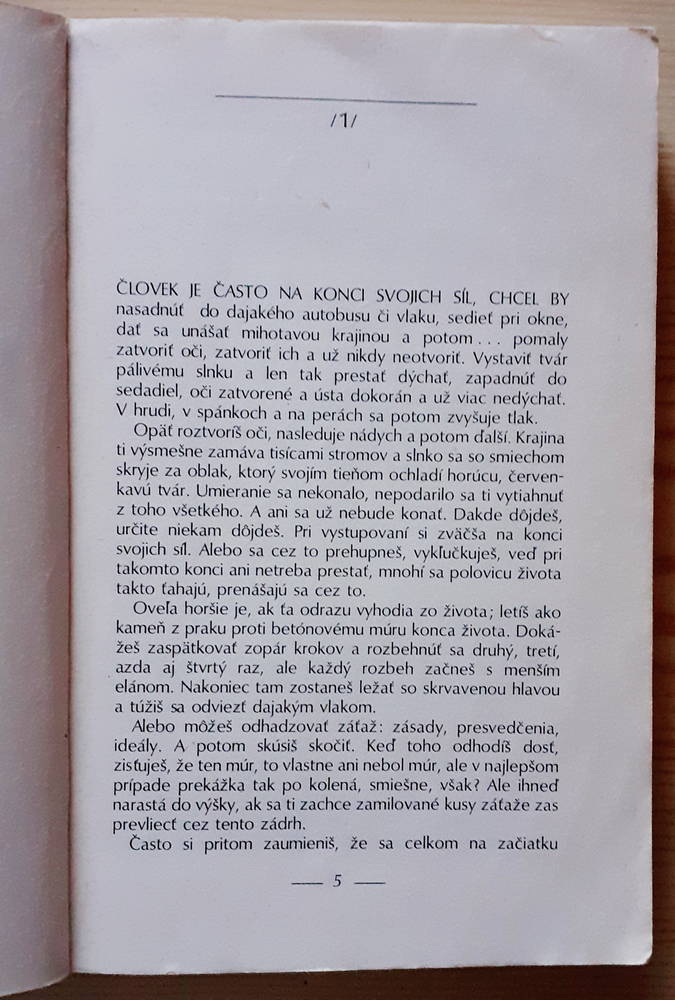 /1/
ČLOVEK JE ČASTO NA KONCI SVOJICH SÍL, CHCEL BY
nasadnúť do dajakého autobusu či vlaku, sedieť pri okne,
dať sa unášať mihotavou krajinou a potom . . . pomaly
zatvoriť oči, zatvoriť ich a už nikdy neotvoriť. Vystaviť tvár
pálivému slnku a len tak prestať dýchať, zapadnúť do
sedadiel, oči zatvorené a ústa dokorán a už viac nedýchať.
V hrudi, v spánkoch a na perách sa potom zvyšuje tlak.
Opäť roztvoríš oči, nasleduje nádych a potom ďalší. Krajina
ti výsmešne zamáva tisícami stromov a slnko sa so smiechom
skryje za oblak, ktorý svojím tieňom ochladí horúcu, červen-
kavú tvár. Umieranie sa nekonalo, nepodarilo sa ti vytiahnuť
z toho všetkého. A ani sa už nebude konať. Dakde dôjdeš,
určite niekam dôjdeš. Pri vystupovaní si zväčša na konci
svojich síl. Alebo sa cez to prehupneš, vykľučkuješ, veď pri
takomto konci ani netreba prestať, mnohí sa polovicu života
takto ťahajú, prenášajú sa cez to.
Oveľa horšie je, ak ťa odrazu vyhodia zo života; letíš ako
kameň z praku proti betónovému múru konca života. Doká-
žeš zaspätkovať zopár krokov a rozbehnúť sa druhý, tretí,
azda aj štvrtý raz, ale každý rozbeh začneš s menším
elánom. Nakoniec tam zostaneš ležať so skrvavenou hlavou
a túžiš sa odviezť dajakým vlakom.
Alebo môžeš odhadzovať záťaž: zásady, presvedčenia,
ideály. A potom skúsiš skočiť. Keď toho odhodíš dosť,
zisťuješ, že ten múr, to vlastne ani nebol múr, ale v najlepšom
prípade prekážka tak po kolená, smiešne, však? Ale ihneď
narastá do výšky, ak sa ti zachce zamilované kusy záťaže zas
prevliecť cez tento zádrh.
Často si pritom zaumieniš, že sa celkom na začiatku
— 5 —